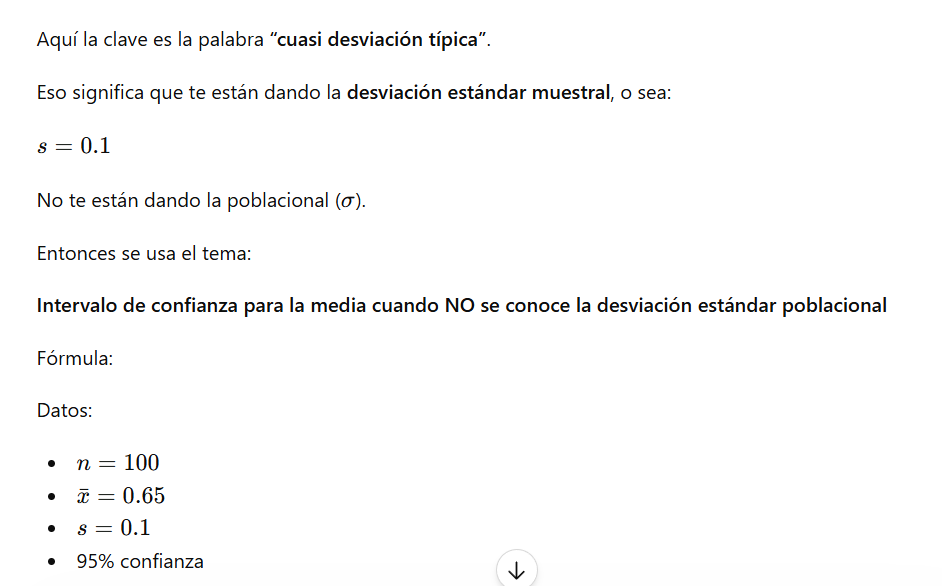 Aquí la clave es la palabra “cuasi desviación típica”.
Eso significa que te están dando la desviación estándar muestral, o sea:
s = 0.1
No te están dando la poblacional (σ).
Entonces se usa el tema:
Intervalo de confianza para la media cuando NO se conoce la desviación estándar poblacional
Fórmula:
Datos:
• n = 100
• x̄ = 0.65
• s = 0.1
• 95% confianza